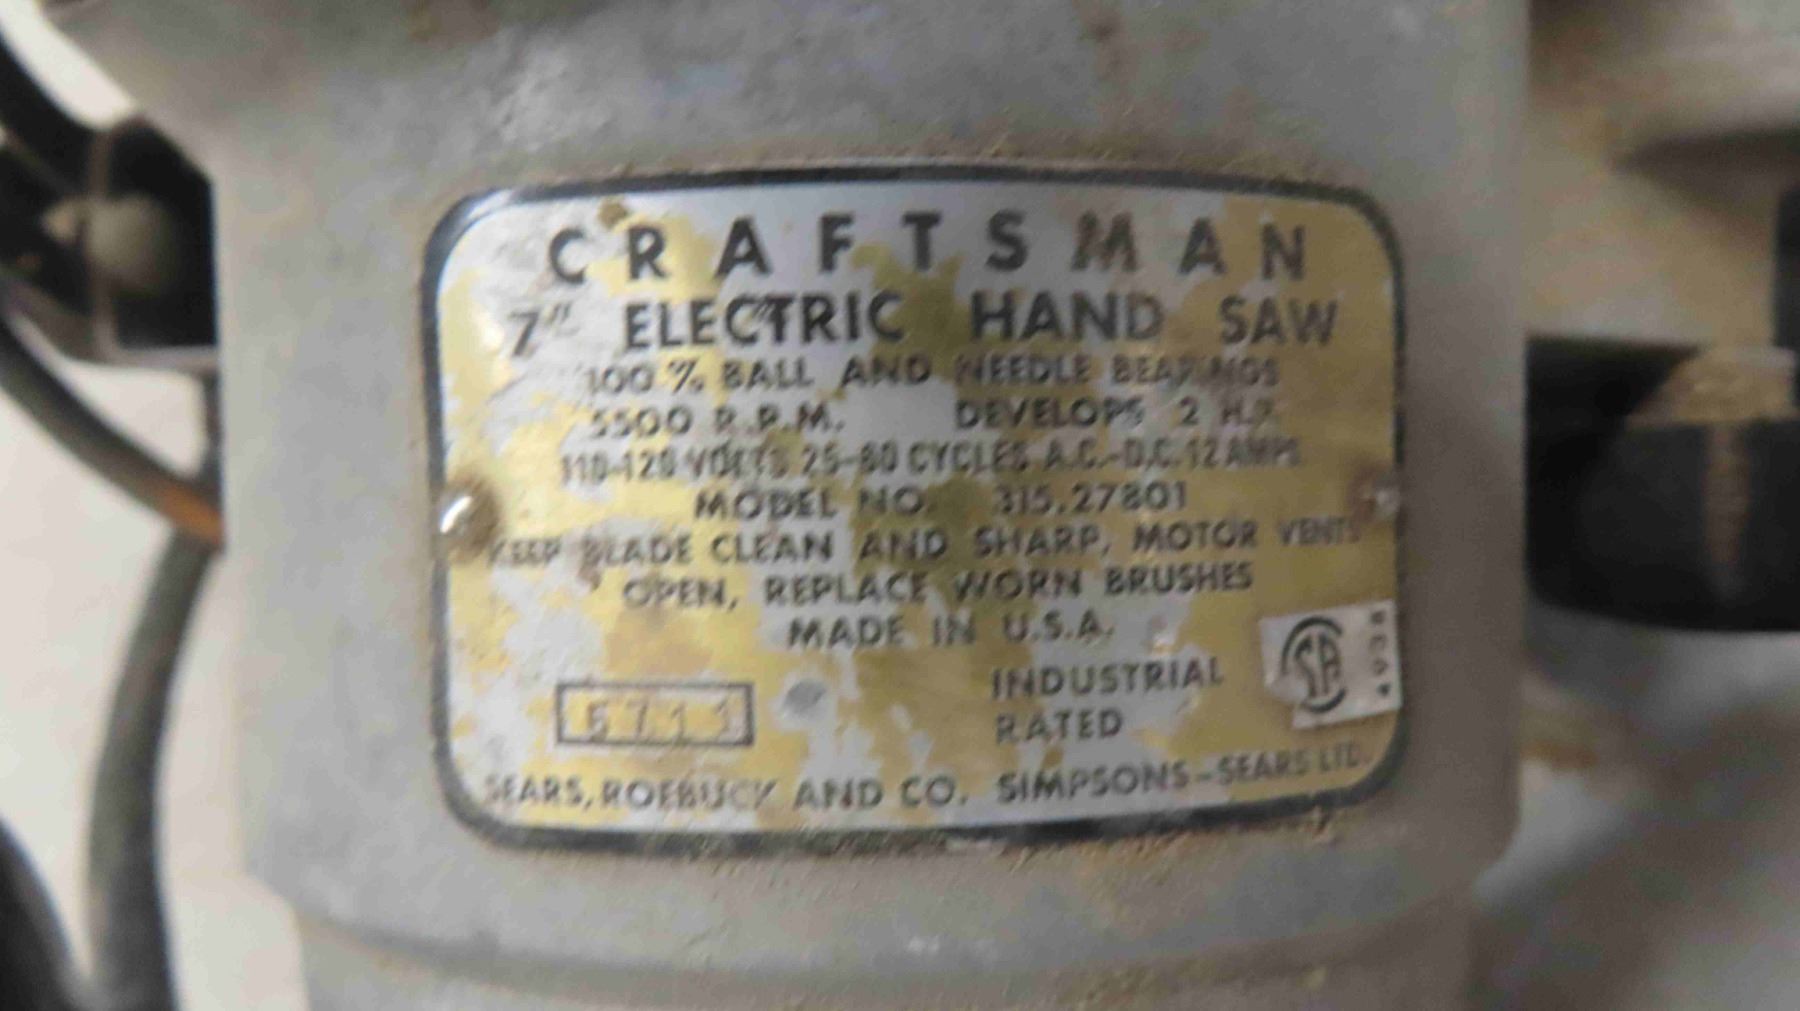 CRAFTSMAN
7" ELECTRIC HAND SAW
100% BALL AND NEEDLE BEARINGS
5500 R.P.M. DEVELOPS 2 H.P.
110-120 VOLTS 25-60 CYCLES A.C.-D.C. 12 AMPS
MODEL NO. 315.27801
KEEP BLADE CLEAN AND SHARP, MOTOR VENTS
OPEN, REPLACE WORN BRUSHES
MADE IN U.S.A.
INDUSTRIAL
RATED
SA
SEARS, ROEBUCK AND CO. SIMPSONS-SEARS LTD.